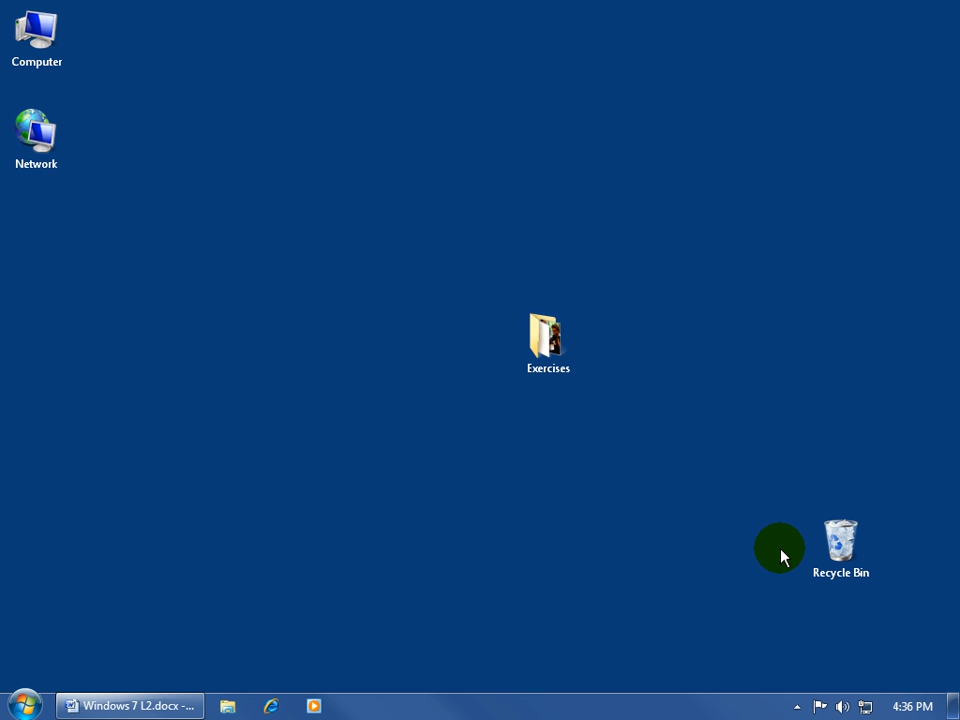 Computer
Network
Exercises
Recycle Bin
Windows 7 L2.docx -...
4:36 PM